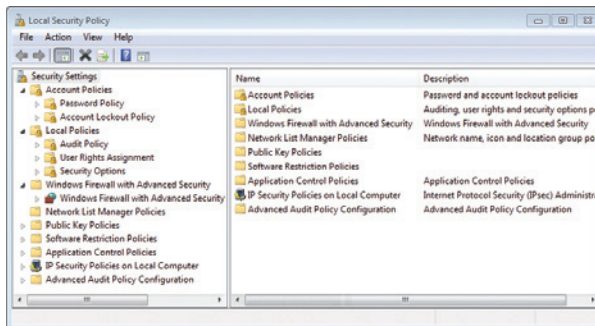 Local Security Policy
File Action View Help
Security Settings
Account Policies
Password Policy
Account Lockout Policy
Local Policies
Audit Policy
User Rights Assignment
Security Options
Windows Firewall with Advanced Security
Windows Firewall with Advanced Security
Network List Manager Policies
Public Key Policies
Software Restriction Policies
Application Control Policies
IP Security Policies on Local Computer
Advanced Audit Policy Configuration
Name Description
Account Policies Password and account lockout policies
Local Policies Auditing, user rights and security options p
Windows Firewall with Advanced Security Windows Firewall with Advanced Security
Network List Manager Policies Network name, icon and location group po
Public Key Policies
Software Restriction Policies
Application Control Policies Application Control Policies
IP Security Policies on Local Computer Internet Protocol Security (IPsec) Administra
Advanced Audit Policy Configuration Advanced Audit Policy Configuration